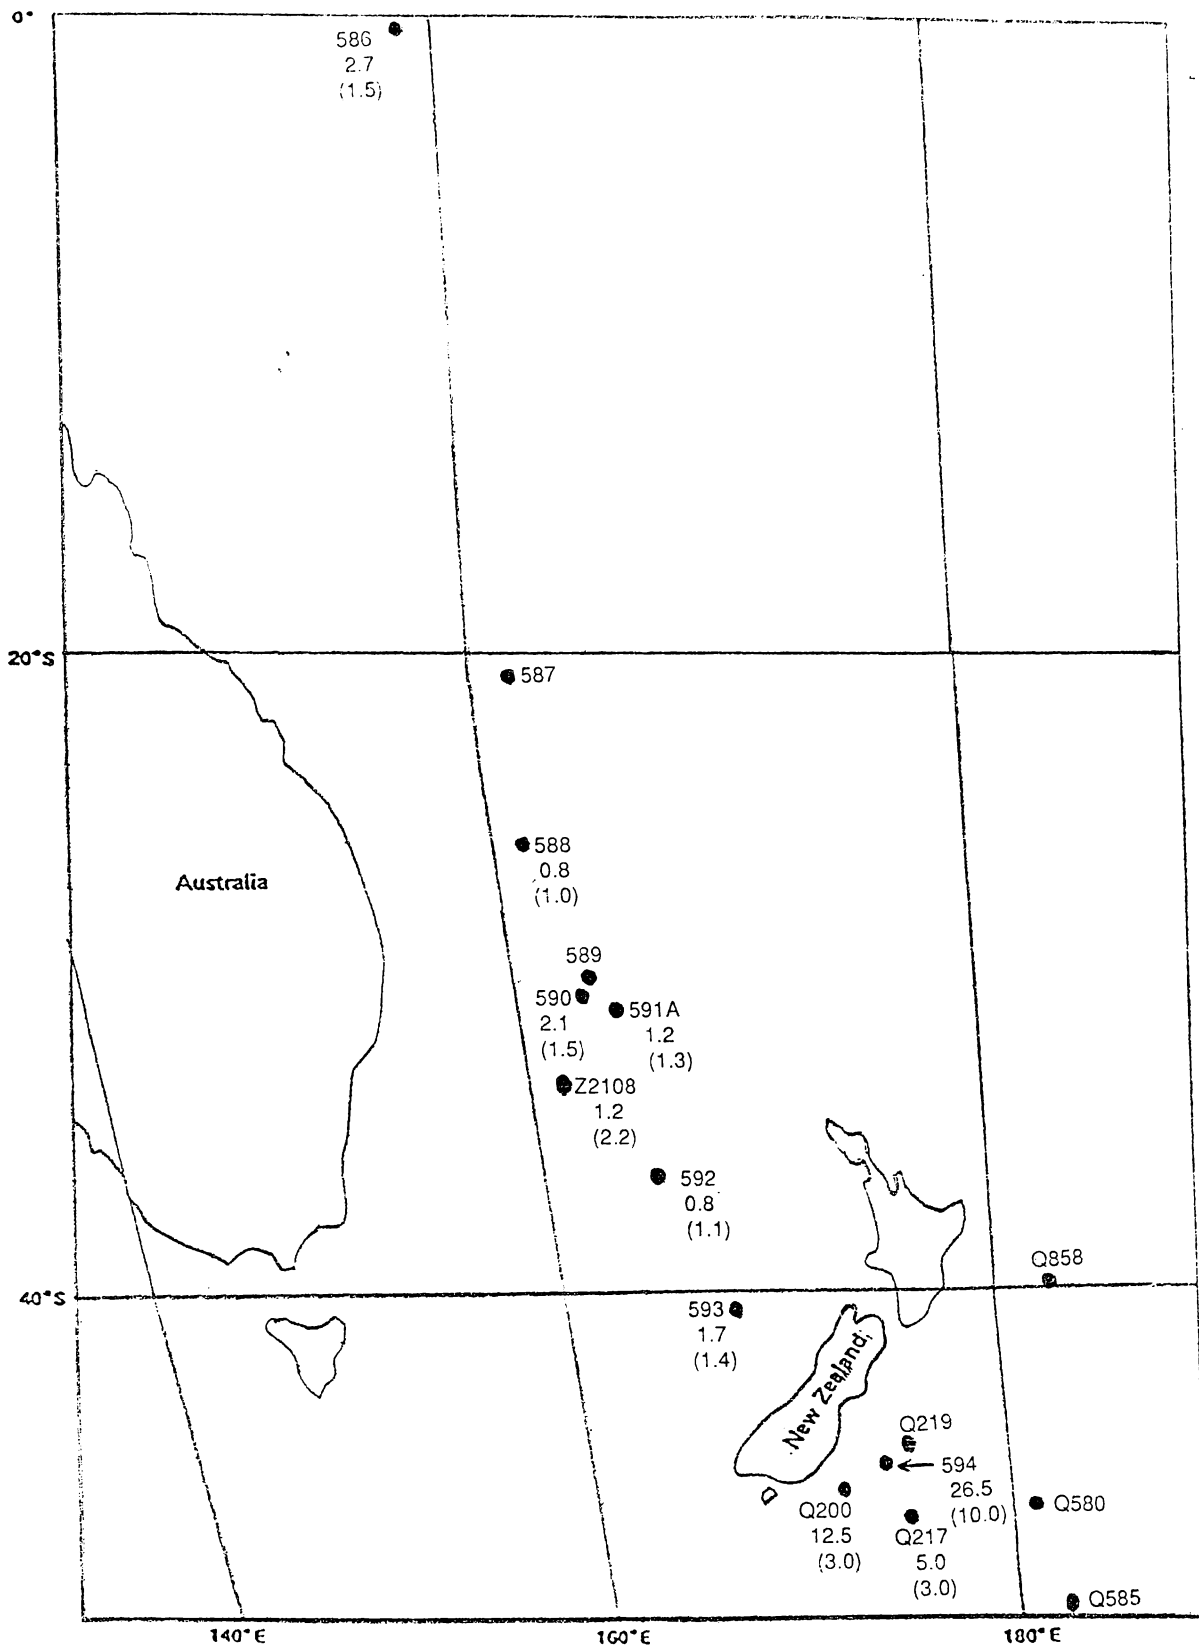 0°
586
2.7
(1.5)
20°S
587
588
0.8
(1.0)
Australia
589
590
2.1
(1.5)
591A
1.2
(1.3)
Z2108
1.2
(2.2)
592
0.8
(1.1)
Q858
40°S
593
1.7
(1.4)
New Zealand
Q219
594
26.5
(10.0)
Q200
12.5
(3.0)
Q217
5.0
(3.0)
Q580
Q585
140°E
160°E
180°E